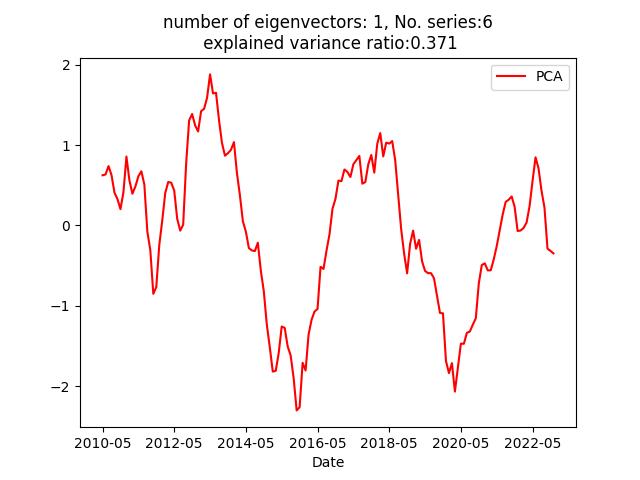 number of eigenvectors: 1, No. series:6
explained variance ratio:0.371
PCA
2
1
0
−1
−2
2010-05 2012-05 2014-05 2016-05 2018-05 2020-05 2022-05
Date